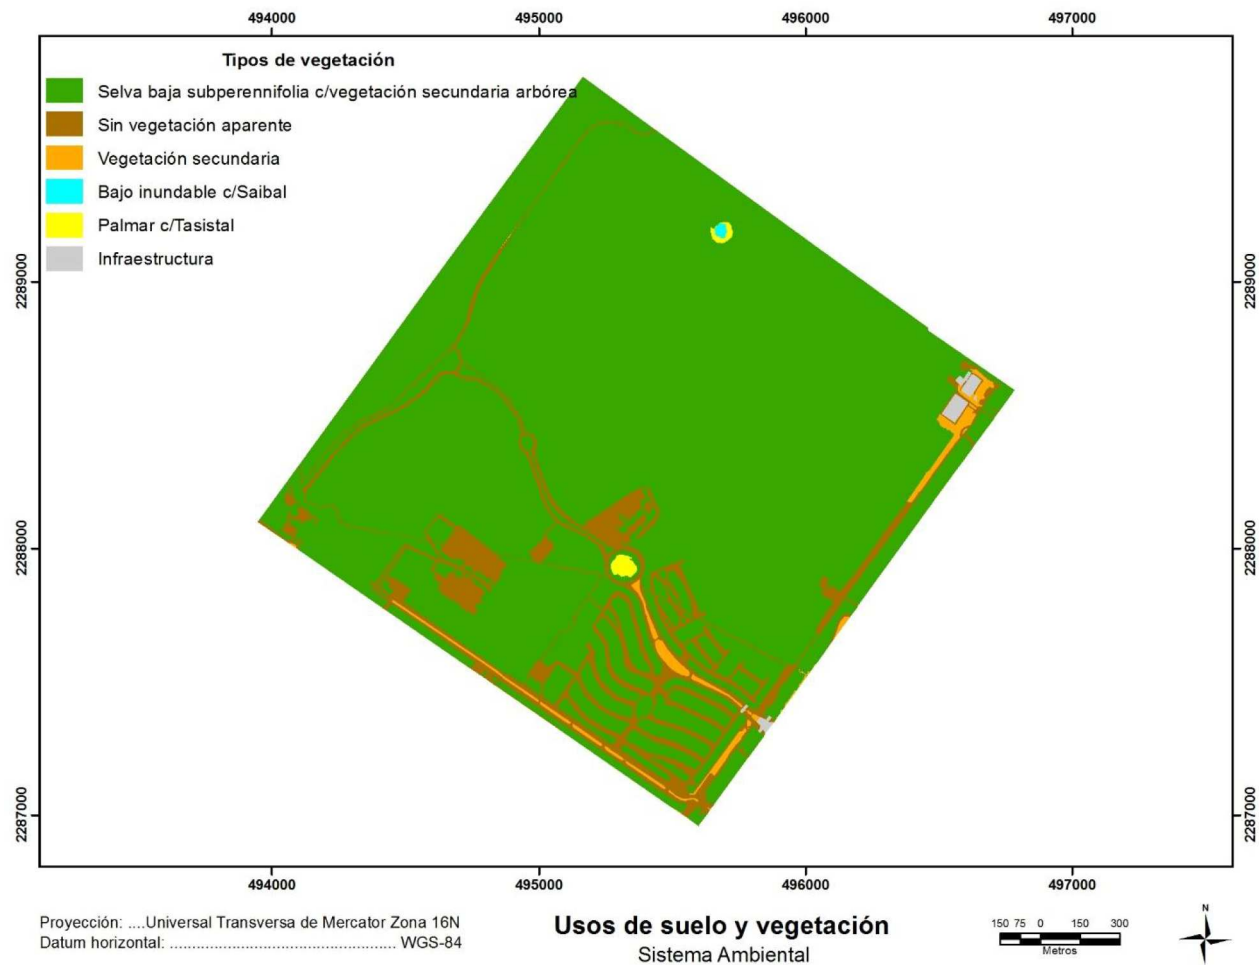 494000 495000 496000 497000
Tipos de vegetación
Selva baja subperennifolia c/vegetación secundaria arbórea
Sin vegetación aparente
Vegetación secundaria
Bajo inundable c/Saibal
Palmar c/Tasistal
Infraestructura
2289000 2289000
2288000 2288000
2287000 2287000
494000 495000 496000 497000
Proyección: ....Universal Transversa de Mercator Zona 16N
Datum horizontal: ................................................ WGS-84
Usos de suelo y vegetación
Sistema Ambiental
150 75 0 150 300
Metros
N